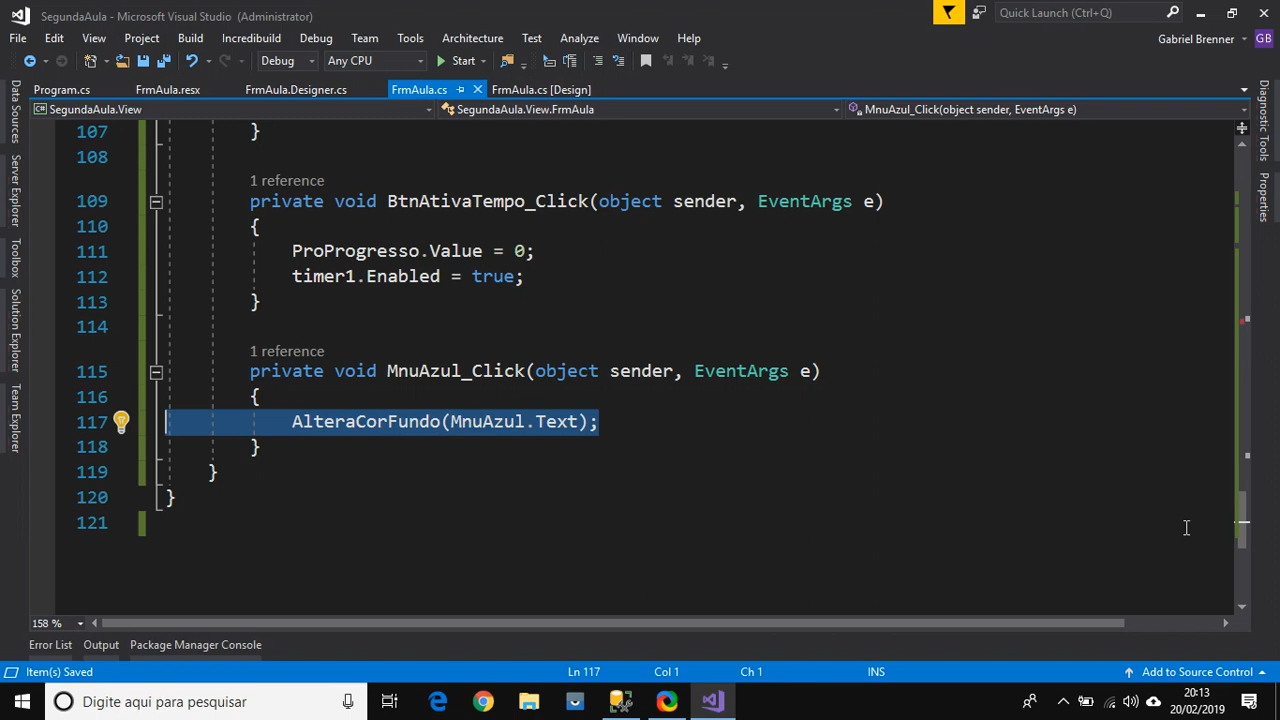 SegundaAula - Microsoft Visual Studio (Administrator)
Quick Launch (Ctrl+Q)
File Edit View Project Build Incredibuild Debug Team Tools Architecture Test Analyze Window Help
Gabriel Brenner GB
Debug Any CPU Start
Program.cs FrmAula.resx FrmAula.Designer.cs FrmAula.cs FrmAula.cs [Design]
SegundaAula.View SegundaAula.View.FrmAula MnuAzul_Click(object sender, EventArgs e)
Data Sources
Server Explorer
Toolbox
Solution Explorer
Team Explorer
Diagnostic Tools
Properties
107 }
108
1 reference
109 private void BtnAtivaTempo_Click(object sender, EventArgs e)
110 {
111 ProProgresso.Value = 0;
112 timer1.Enabled = true;
113 }
114
1 reference
115 private void MnuAzul_Click(object sender, EventArgs e)
116 {
117 AlteraCorFundo(MnuAzul.Text);
118 }
119 }
120 }
121
158 %
Error List Output Package Manager Console
Item(s) Saved Ln 117 Col 1 Ch 1 INS Add to Source Control
Digite aqui para pesquisar
20:13
20/02/2019